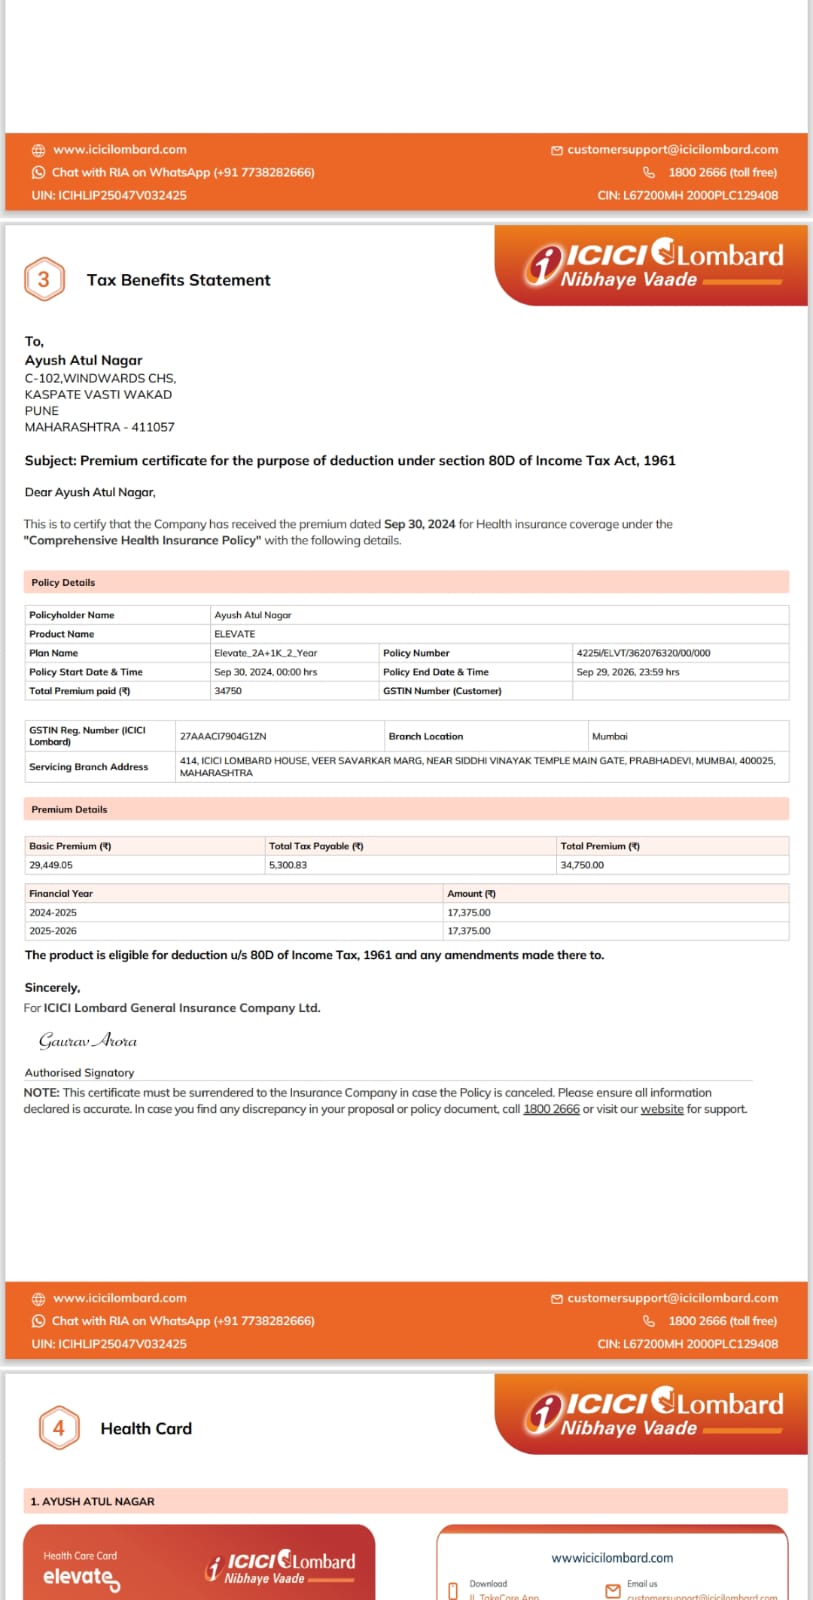 www.icicilombard.com
customersupport@icicilombard.com
Chat with RIA on WhatsApp (+91 7738282666)
1800 2666 (toll free)
UIN: ICIHLIP25047V032425
CIN: L67200MH 2000PLC129408
ICICI Lombard
Nibhaye Vaade
3 Tax Benefits Statement
To,
Ayush Atul Nagar
C-102,WINDWARDS CHS,
KASPATE VASTI WAKAD
PUNE
MAHARASHTRA - 411057
Subject: Premium certificate for the purpose of deduction under section 80D of Income Tax Act, 1961
Dear Ayush Atul Nagar,
This is to certify that the Company has received the premium dated Sep 30, 2024 for Health insurance coverage under the
"Comprehensive Health Insurance Policy" with the following details.
Policy Details
Policyholder Name Ayush Atul Nagar
Product Name ELEVATE
Plan Name Elevate_2A+1K_2_Year Policy Number 4225i/ELVT/362076320/00/000
Policy Start Date & Time Sep 30, 2024, 00:00 hrs Policy End Date & Time Sep 29, 2026, 23:59 hrs
Total Premium paid (₹) 34750 GSTIN Number (Customer)
GSTIN Reg. Number (ICICI
Lombard) 27AAACI7904G1ZN Branch Location Mumbai
Servicing Branch Address 414, ICICI LOMBARD HOUSE, VEER SAVARKAR MARG, NEAR SIDDHI VINAYAK TEMPLE MAIN GATE, PRABHADEVI, MUMBAI, 400025,
MAHARASHTRA
Premium Details
Basic Premium (₹) Total Tax Payable (₹) Total Premium (₹)
29,449.05 5,300.83 34,750.00
Financial Year Amount (₹)
2024-2025 17,375.00
2025-2026 17,375.00
The product is eligible for deduction u/s 80D of Income Tax, 1961 and any amendments made there to.
Sincerely,
For ICICI Lombard General Insurance Company Ltd.
Gaurav Arora
Authorised Signatory
NOTE: This certificate must be surrendered to the Insurance Company in case the Policy is canceled. Please ensure all information
declared is accurate. In case you find any discrepancy in your proposal or policy document, call 1800 2666 or visit our website for support.
www.icicilombard.com
customersupport@icicilombard.com
Chat with RIA on WhatsApp (+91 7738282666)
1800 2666 (toll free)
UIN: ICIHLIP25047V032425
CIN: L67200MH 2000PLC129408
ICICI Lombard
Nibhaye Vaade
4 Health Card
1. AYUSH ATUL NAGAR
Health Care Card
elevate
ICICI Lombard
Nibhaye Vaade
wwwicicilombard.com
Download
IL TakeCare App
Email us
customersupport@icicilombard.com